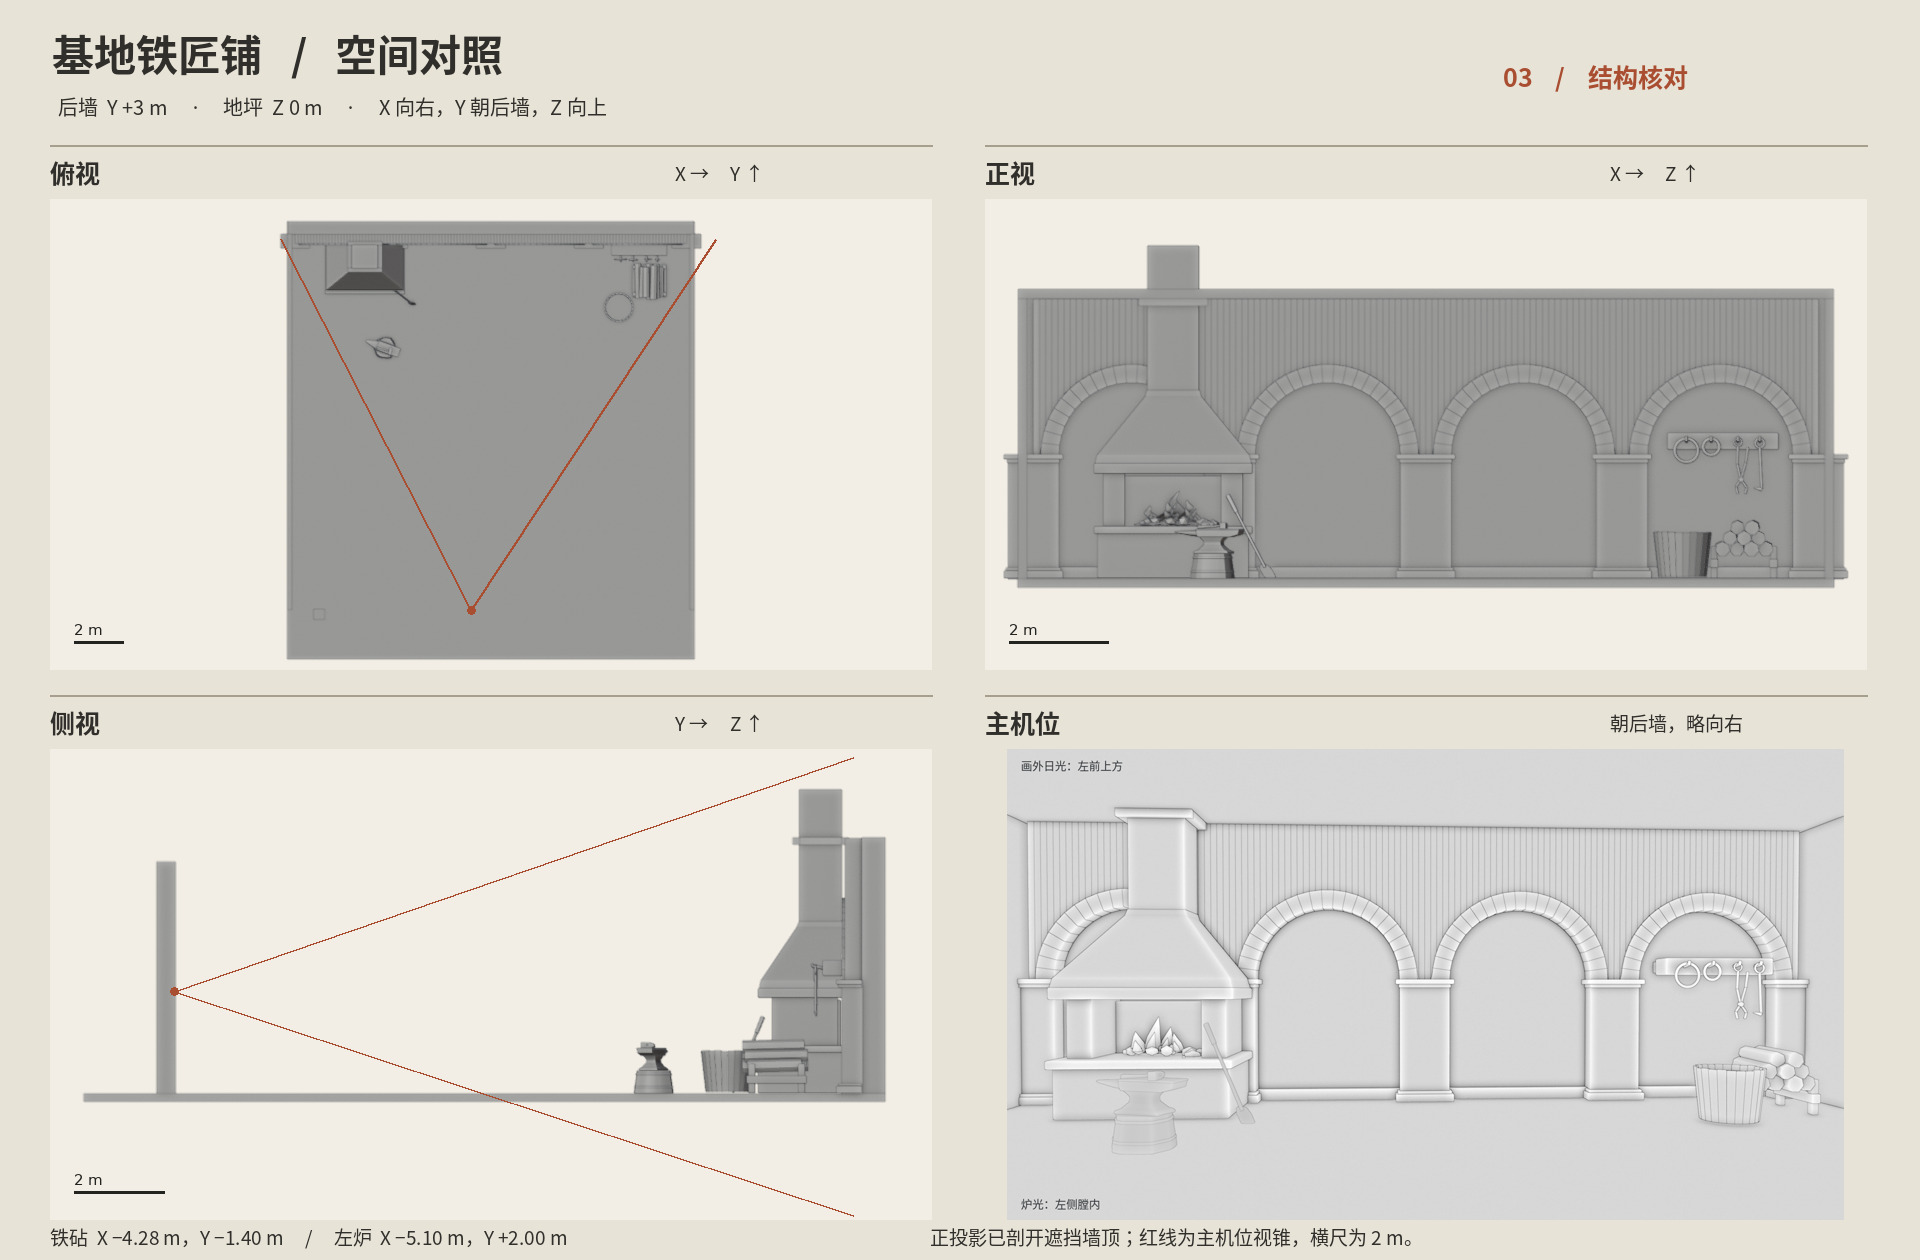 基地铁匠铺 / 空间对照
03 / 结构核对
后墙 Y +3 m · 地坪 Z 0 m · X 向右，Y 朝后墙，Z 向上
俯视 X → Y ↑
正视 X → Z ↑
2 m
2 m
侧视 Y → Z ↑
主机位 朝后墙，略向右
画外日光：左前上方
2 m
炉光：左侧膛内
铁砧 X −4.28 m，Y −1.40 m / 左炉 X −5.10 m，Y +2.00 m
正投影已剖开遮挡墙顶；红线为主机位视锥，横尺为 2 m。